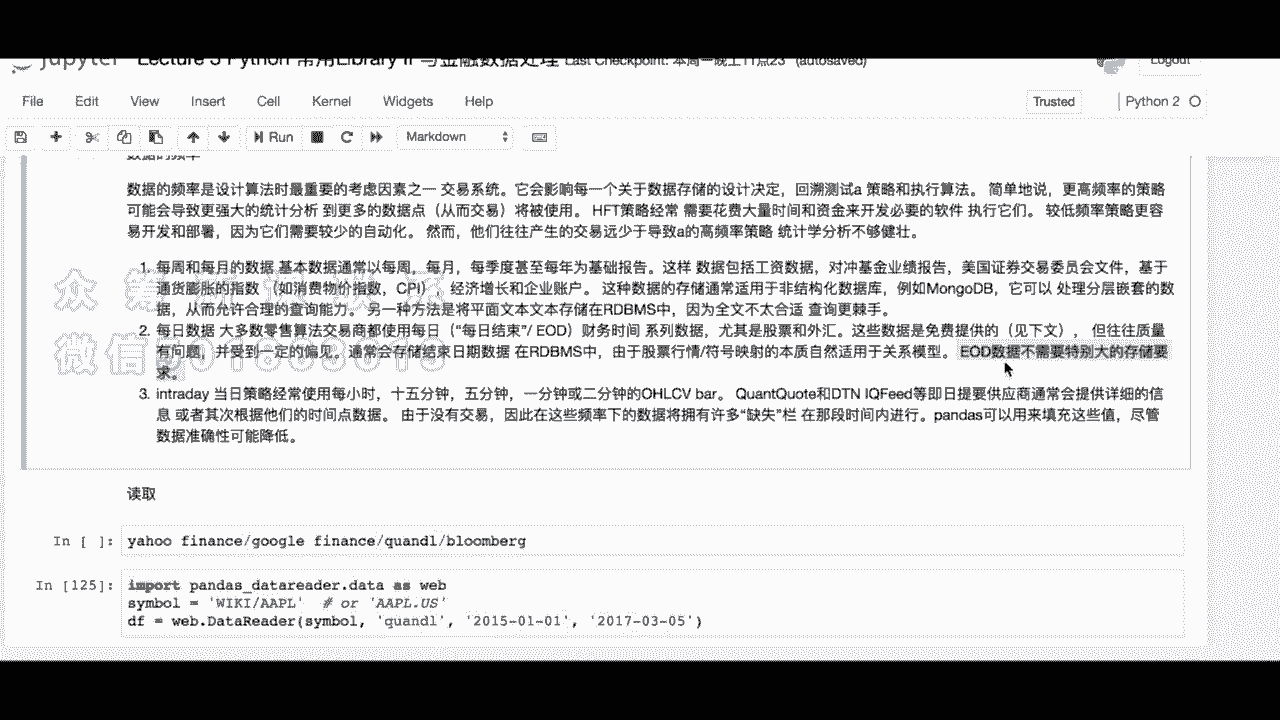 Jupyter Lecture 3 Python 常用Library II 与金融数据处理 Last Checkpoint: 本周一晚上11点23 (autosaved) Logout
File Edit View Insert Cell Kernel Widgets Help Trusted Python 2
Run Markdown
数据的频率
数据的频率是设计算法时最重要的考虑因素之一 交易系统。它会影响每一个关于数据存储的设计决定，回溯测试a 策略和执行算法。 简单地说，更高频率的策略
可能会导致更强大的统计分析 到更多的数据点（从而交易）将被使用。 HFT策略经常 需要花费大量时间和资金来开发必要的软件 执行它们。 较低频率策略更容
易开发和部署，因为它们需要较少的自动化。 然而，他们往往产生的交易远少于导致a的高频率策略 统计学分析不够健壮。
1. 每周和每月的数据 基本数据通常以每周，每月，每季度甚至每年为基础报告。这样 数据包括工资数据，对冲基金业绩报告，美国证券交易委员会文件，基于
通货膨胀的指数 （如消费物价指数，CPI），经济增长和企业账户。 这种数据的存储通常适用于非结构化数据库，例如MongoDB，它可以 处理分层嵌套的数
据，从而允许合理的查询能力。 另一种方法是将平面文本文本存储在RDBMS中，因为全文不太合适 查询更棘手。
2. 每日数据 大多数零售算法交易商都使用每日（“每日结束”/ EOD）财务时间 系列数据，尤其是股票和外汇。这些数据是免费提供的（见下文）， 但往往质量
有问题，并受到一定的偏见。通常会存储结束日期数据 在RDBMS中，由于股票行情/符号映射的本质自然适用于关系模型。 EOD数据不需要特别大的存储要
求。
3. intraday 当日策略经常使用每小时，十五分钟，五分钟，一分钟或二分钟的OHLCV bar。 QuantQuote和DTN IQFeed等即日提要供应商通常会提供详细的信
息 或者其次根据他们的时间点数据。 由于没有交易，因此在这些频率下的数据将拥有许多“缺失”栏 在那段时间内进行。pandas可以用来填充这些值，尽管
数据准确性可能降低。
读取
In [ ]: yahoo finance/google finance/quandl/bloomberg
In [125]: import pandas_datareader.data as web
symbol = 'WIKI/AAPL' # or 'AAPL.US'
df = web.DataReader(symbol, 'quandl', '2015-01-01', '2017-03-05')